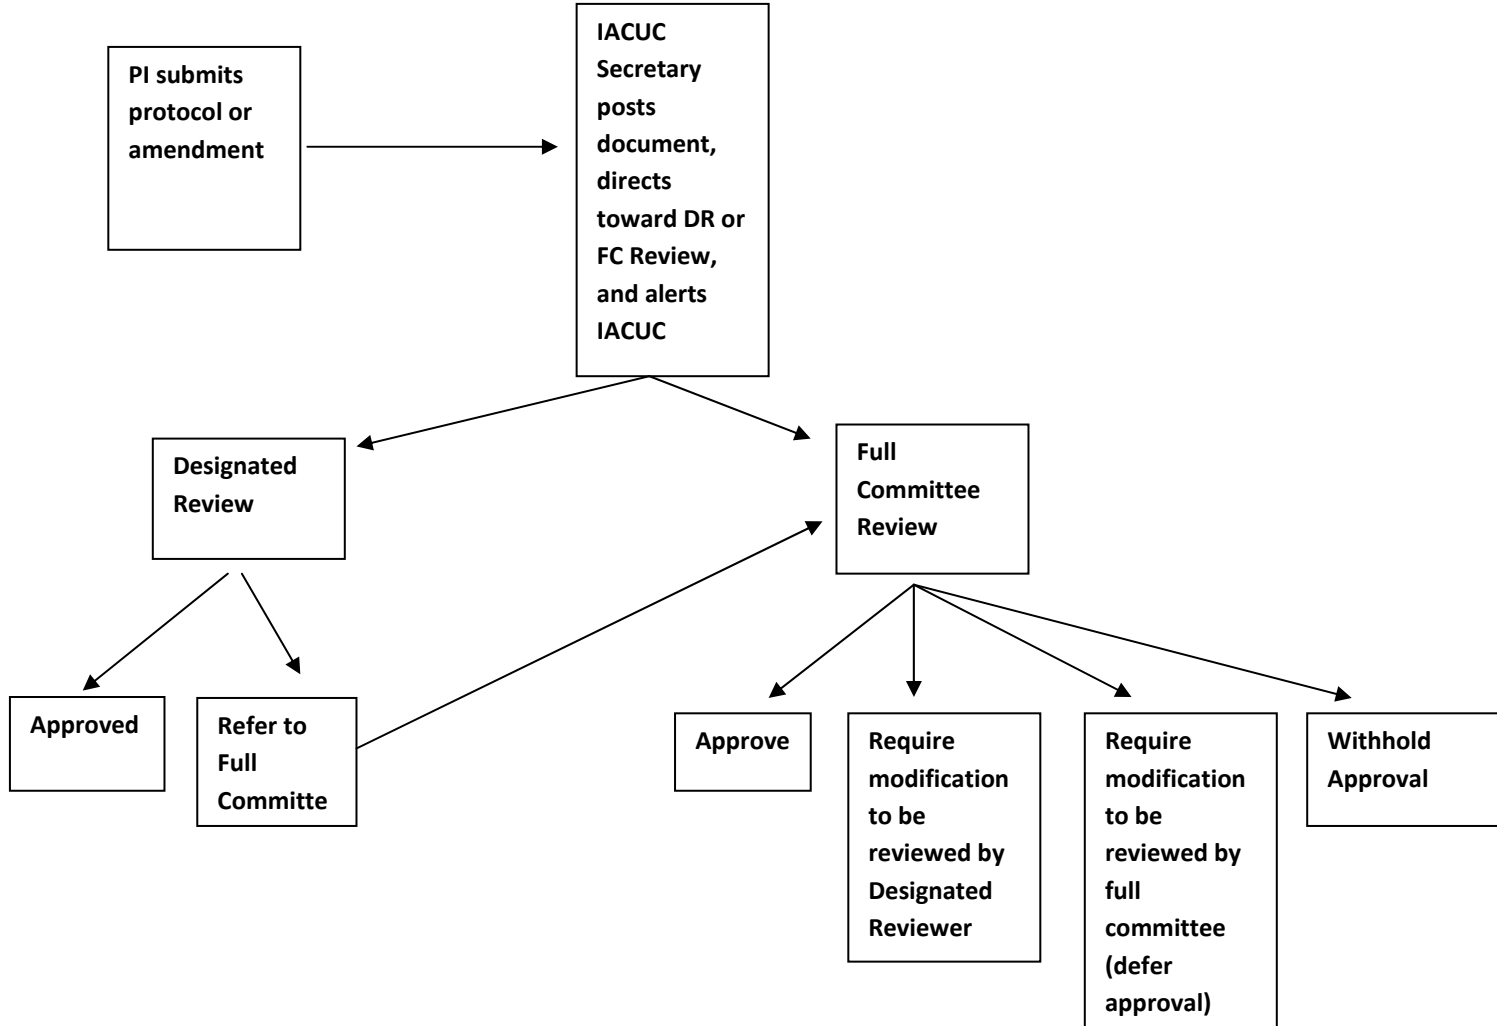 PI submits
protocol or
amendment
IACUC
Secretary
posts
document,
directs
toward DR or
FC Review,
and alerts
IACUC
Designated
Review
Full
Committee
Review
Approved
Refer to
Full
Committe
Approve
Require
modification
to be
reviewed by
Designated
Reviewer
Require
modification
to be
reviewed by
full
committee
(defer
approval)
Withhold
Approval